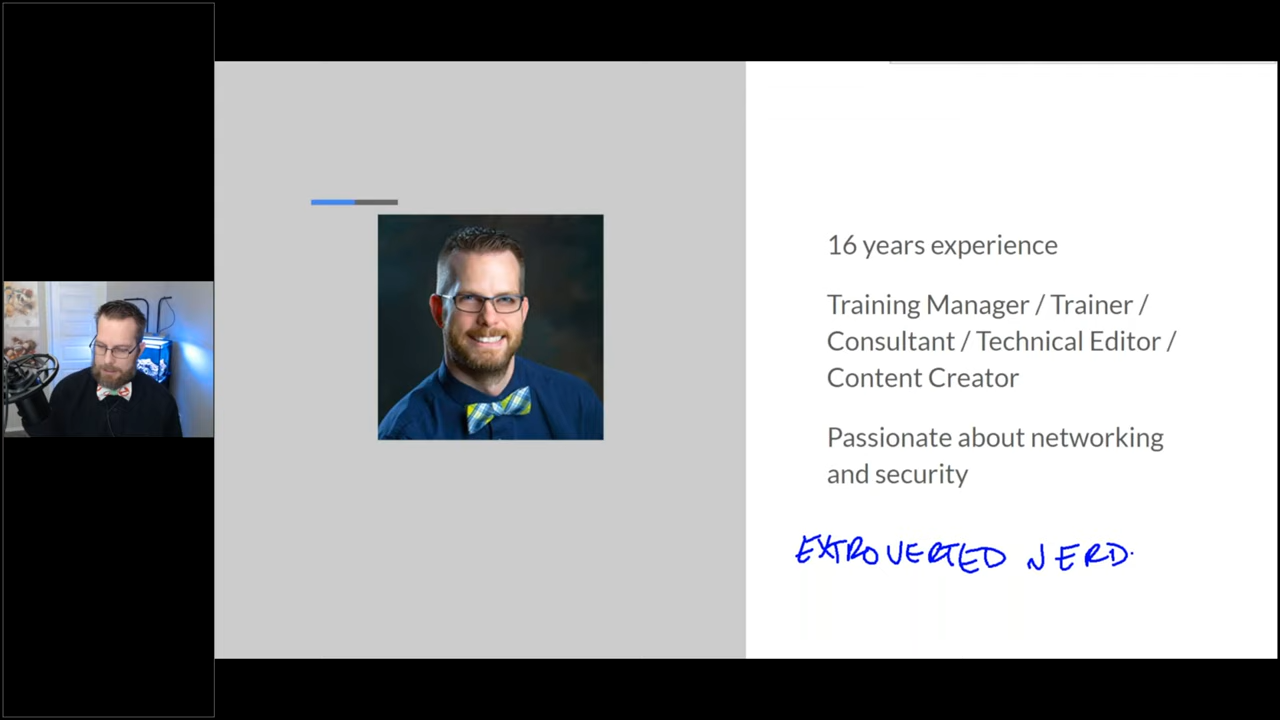 16 years experience
Training Manager / Trainer /
Consultant / Technical Editor /
Content Creator
Passionate about networking
and security
EXTROVERTED NERD.